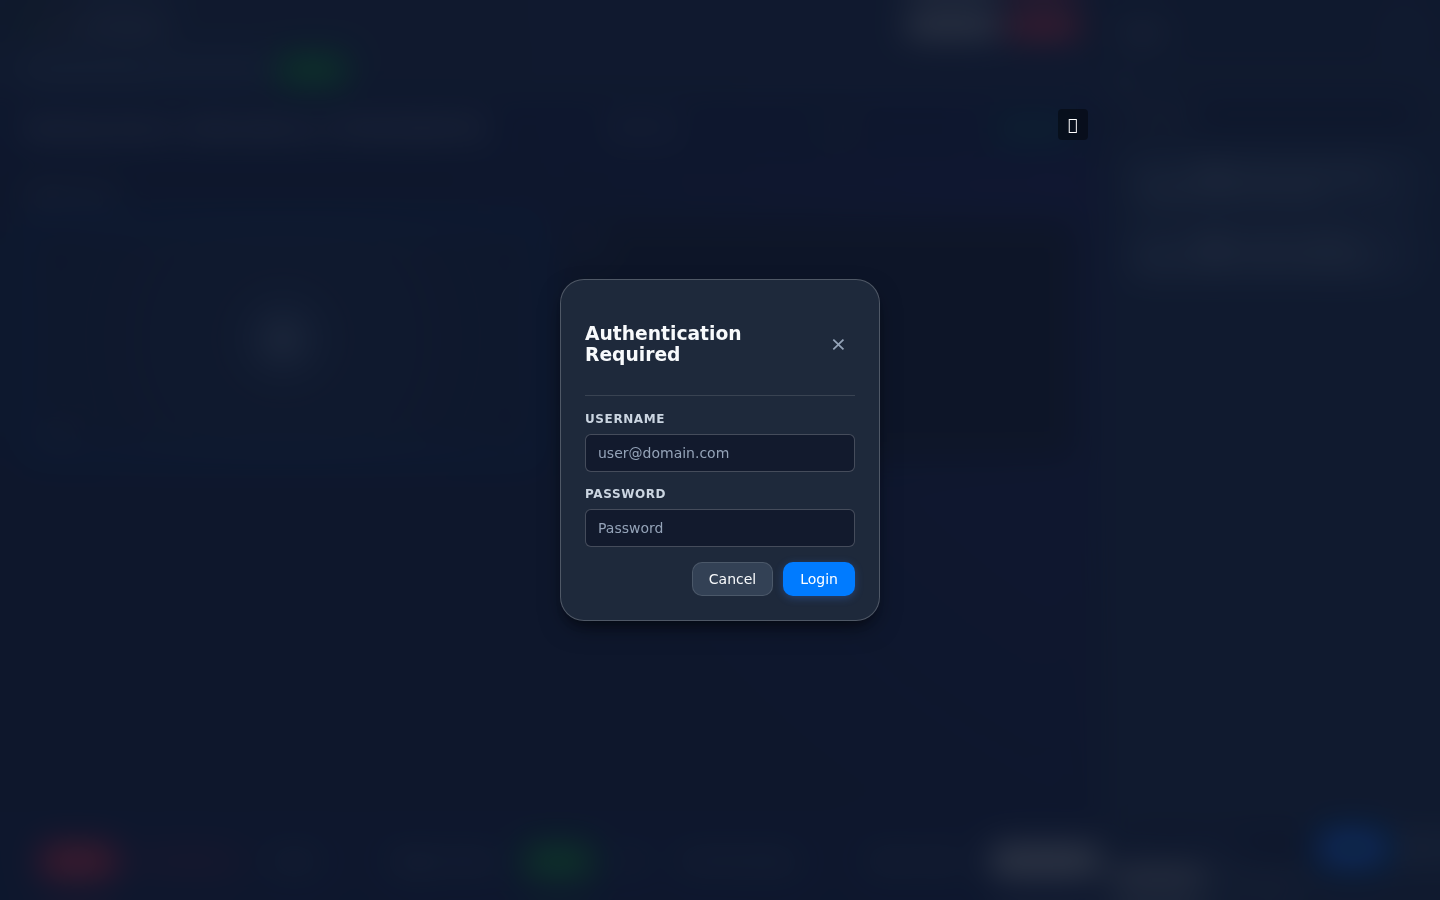 Authentication
Required
×
USERNAME
user@domain.com
PASSWORD
Password
Cancel
Login